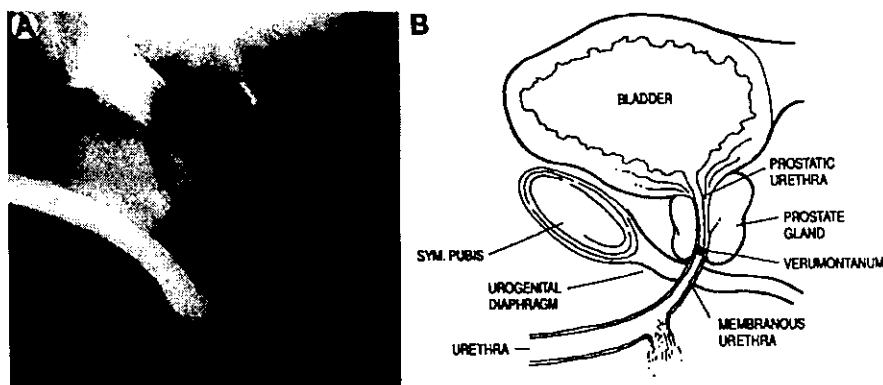 A
B
BLADDER
PROSTATIC
URETHRA
PROSTATE
GLAND
VERUMONTANUM
SYM. PUBIS
UROGENITAL
DIAPHRAGM
MEMBRANOUS
URETHRA
URETHRA